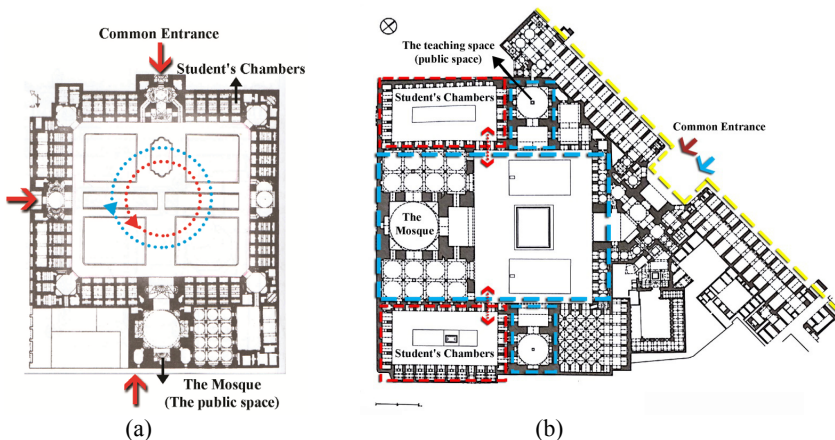 Common Entrance
Student's Chambers
The Mosque
(The public space)
(a)
The teaching space
(public space)
Student's Chambers
Common Entrance
The
Mosque
Student's Chambers
(b)